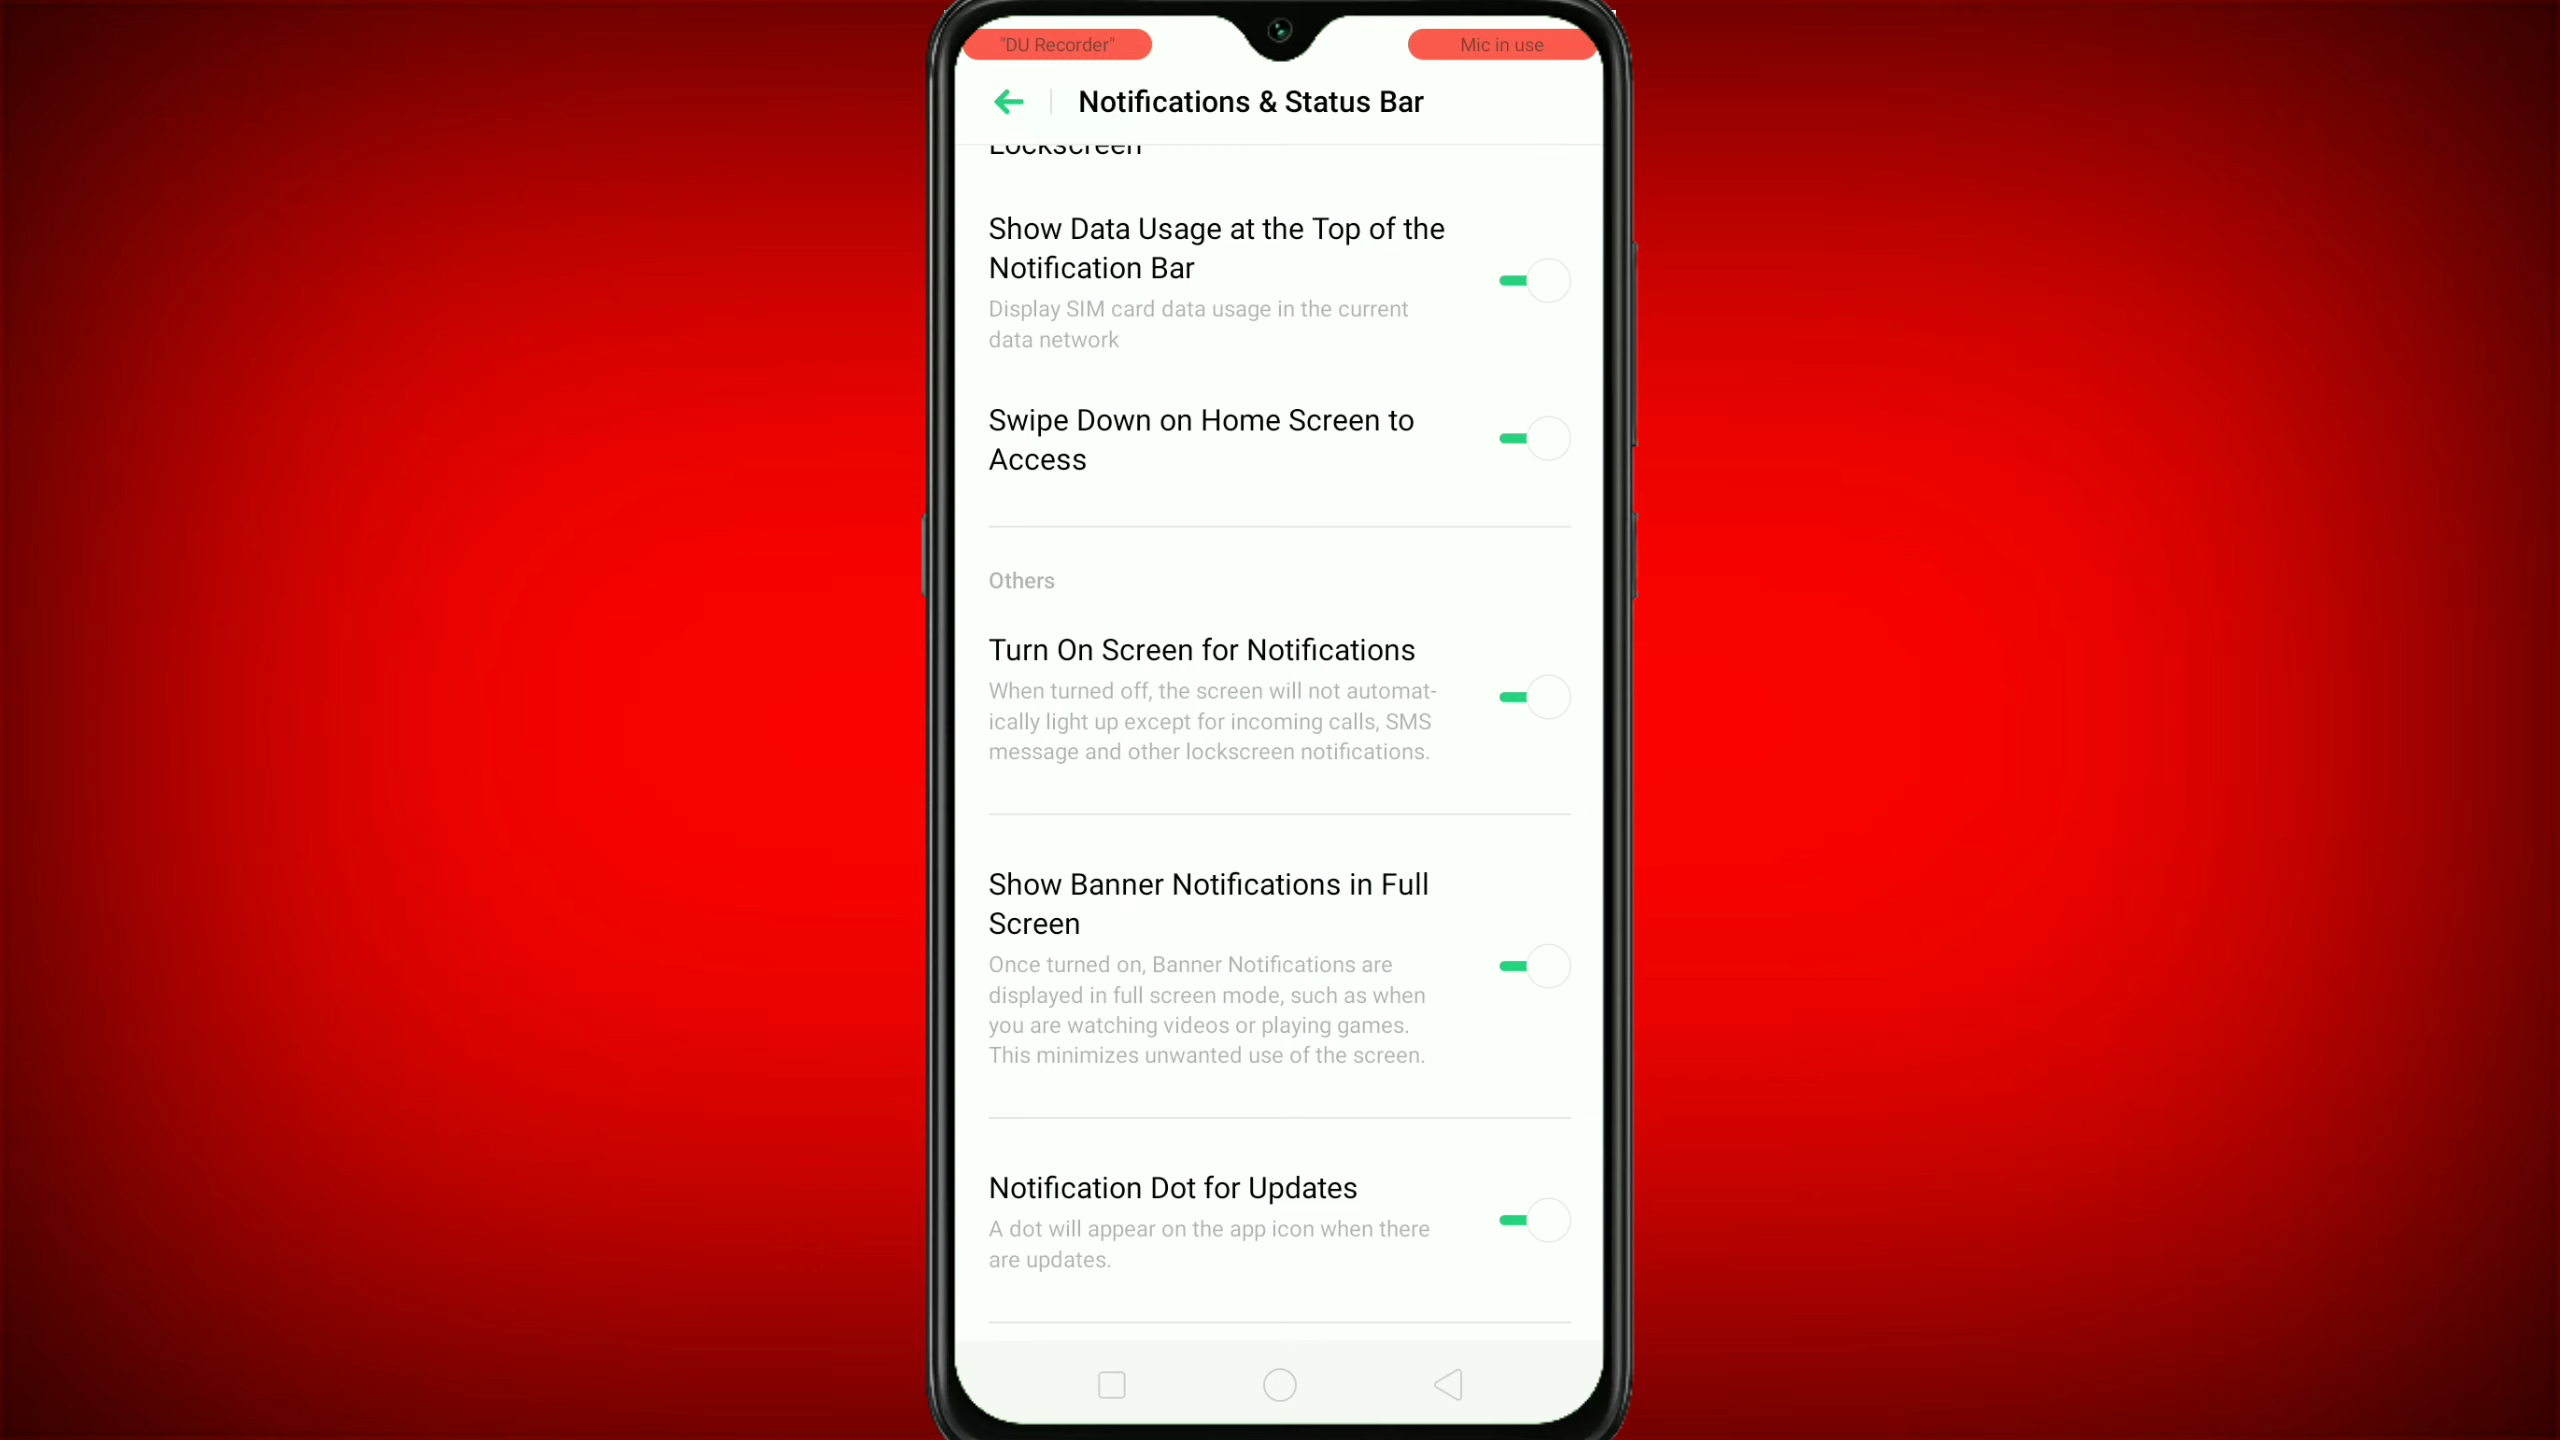 "DU Recorder"
Mic in use
Notifications & Status Bar
Lockscreen
Show Data Usage at the Top of the
Notification Bar
Display SIM card data usage in the current
data network
Swipe Down on Home Screen to
Access
Others
Turn On Screen for Notifications
When turned off, the screen will not automat-
ically light up except for incoming calls, SMS
message and other lockscreen notifications.
Show Banner Notifications in Full
Screen
Once turned on, Banner Notifications are
displayed in full screen mode, such as when
you are watching videos or playing games.
This minimizes unwanted use of the screen.
Notification Dot for Updates
A dot will appear on the app icon when there
are updates.